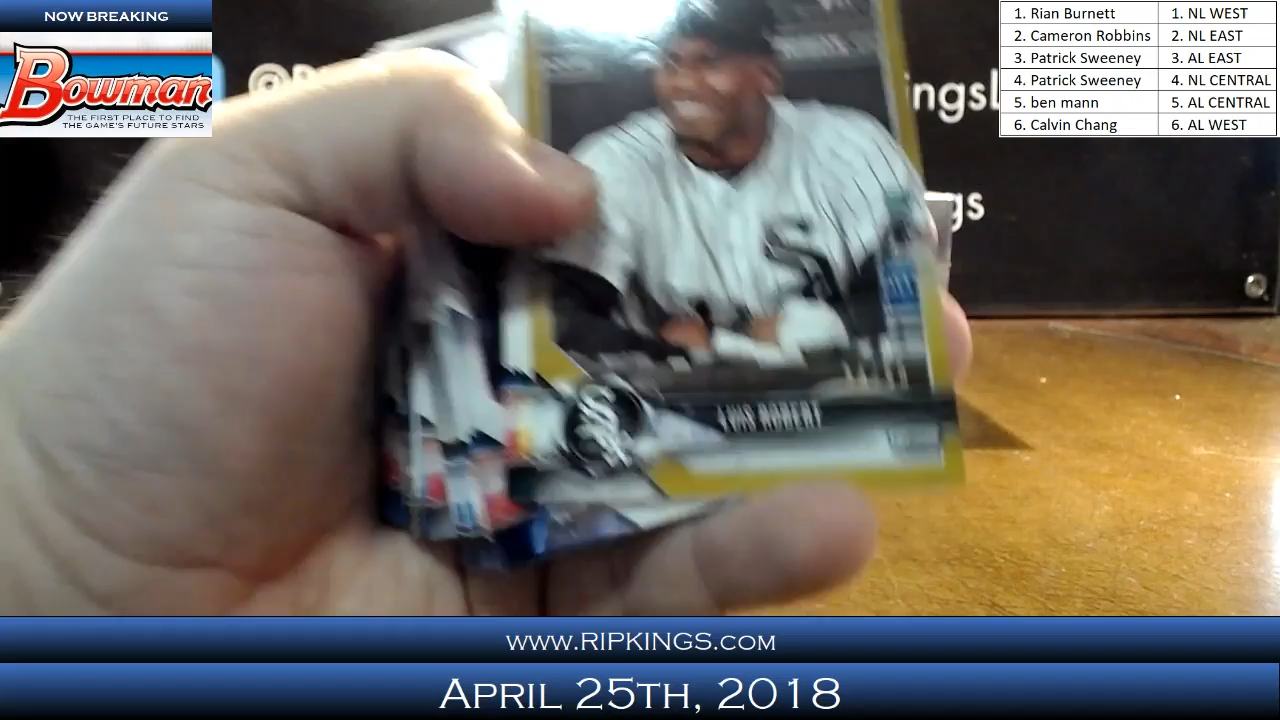 NOW BREAKING
Bowman
THE FIRST PLACE TO FIND
THE GAME'S FUTURE STARS
1. Rian Burnett 1. NL WEST
2. Cameron Robbins 2. NL EAST
3. Patrick Sweeney 3. AL EAST
4. Patrick Sweeney 4. NL CENTRAL
5. ben mann 5. AL CENTRAL
6. Calvin Chang 6. AL WEST
LUIS ROBERT
WWW.RIPKINGS.COM
APRIL 25TH, 2018